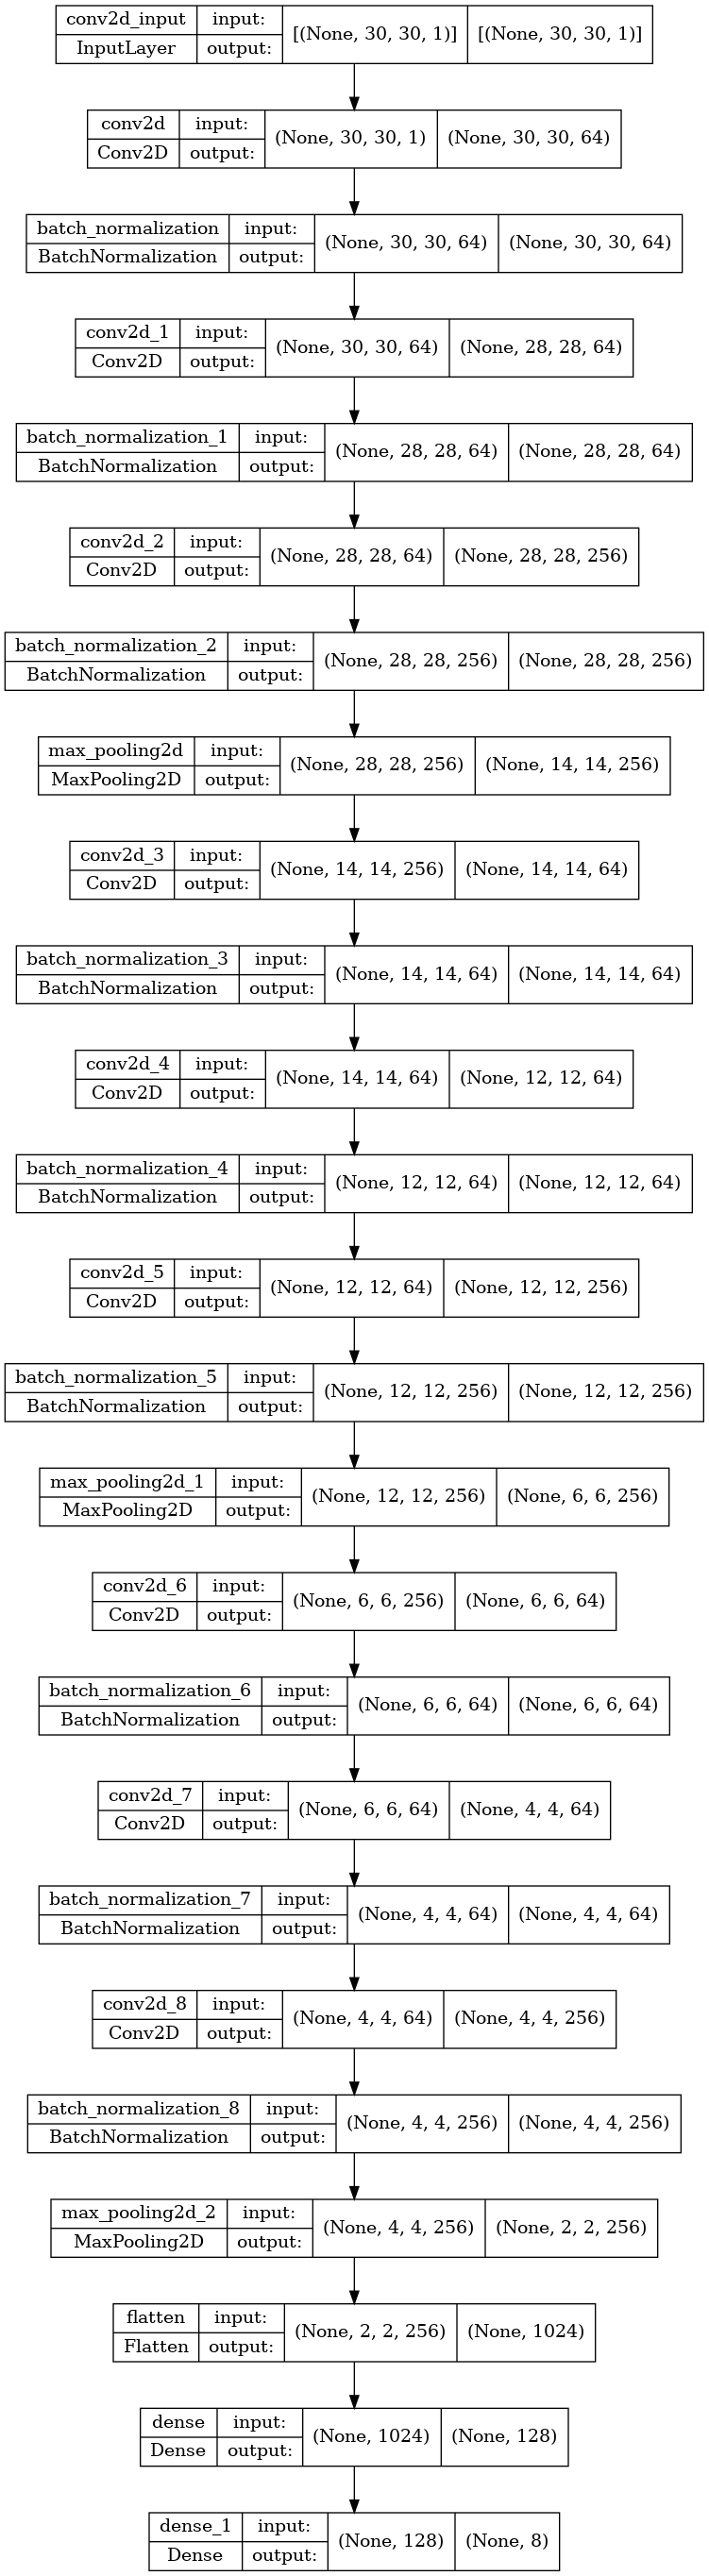 conv2d_input input: [(None, 30, 30, 1)] [(None, 30, 30, 1)]
InputLayer output:
conv2d input: (None, 30, 30, 1) (None, 30, 30, 64)
Conv2D output:
batch_normalization input: (None, 30, 30, 64) (None, 30, 30, 64)
BatchNormalization output:
conv2d_1 input: (None, 30, 30, 64) (None, 28, 28, 64)
Conv2D output:
batch_normalization_1 input: (None, 28, 28, 64) (None, 28, 28, 64)
BatchNormalization output:
conv2d_2 input: (None, 28, 28, 64) (None, 28, 28, 256)
Conv2D output:
batch_normalization_2 input: (None, 28, 28, 256) (None, 28, 28, 256)
BatchNormalization output:
max_pooling2d input: (None, 28, 28, 256) (None, 14, 14, 256)
MaxPooling2D output:
conv2d_3 input: (None, 14, 14, 256) (None, 14, 14, 64)
Conv2D output:
batch_normalization_3 input: (None, 14, 14, 64) (None, 14, 14, 64)
BatchNormalization output:
conv2d_4 input: (None, 14, 14, 64) (None, 12, 12, 64)
Conv2D output:
batch_normalization_4 input: (None, 12, 12, 64) (None, 12, 12, 64)
BatchNormalization output:
conv2d_5 input: (None, 12, 12, 64) (None, 12, 12, 256)
Conv2D output:
batch_normalization_5 input: (None, 12, 12, 256) (None, 12, 12, 256)
BatchNormalization output:
max_pooling2d_1 input: (None, 12, 12, 256) (None, 6, 6, 256)
MaxPooling2D output:
conv2d_6 input: (None, 6, 6, 256) (None, 6, 6, 64)
Conv2D output:
batch_normalization_6 input: (None, 6, 6, 64) (None, 6, 6, 64)
BatchNormalization output:
conv2d_7 input: (None, 6, 6, 64) (None, 4, 4, 64)
Conv2D output:
batch_normalization_7 input: (None, 4, 4, 64) (None, 4, 4, 64)
BatchNormalization output:
conv2d_8 input: (None, 4, 4, 64) (None, 4, 4, 256)
Conv2D output:
batch_normalization_8 input: (None, 4, 4, 256) (None, 4, 4, 256)
BatchNormalization output:
max_pooling2d_2 input: (None, 4, 4, 256) (None, 2, 2, 256)
MaxPooling2D output:
flatten input: (None, 2, 2, 256) (None, 1024)
Flatten output:
dense input: (None, 1024) (None, 128)
Dense output:
dense_1 input: (None, 128) (None, 8)
Dense output: